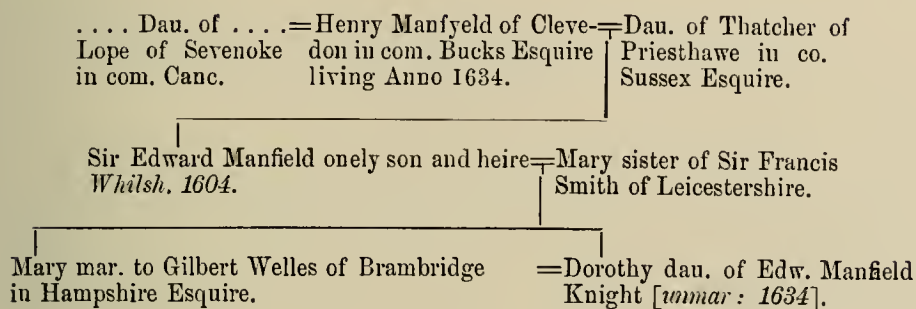 . . . . Dau. of . . . .
Lope of Sevenoke
in com. Canc.
=Henry Manfyeld of Cleve-
don in com. Bucks Esquire
living Anno 1634.
=Dau. of Thatcher of
Priesthawe in co.
Sussex Esquire.
Sir Edward Manfield onely son and heire
Whilsh. 1604.
=Mary sister of Sir Francis
Smith of Leicestershire.
Mary mar. to Gilbert Welles of Brambridge
in Hampshire Esquire.
=Dorothy dau. of Edw. Manfield
Knight [unmar: 1634].